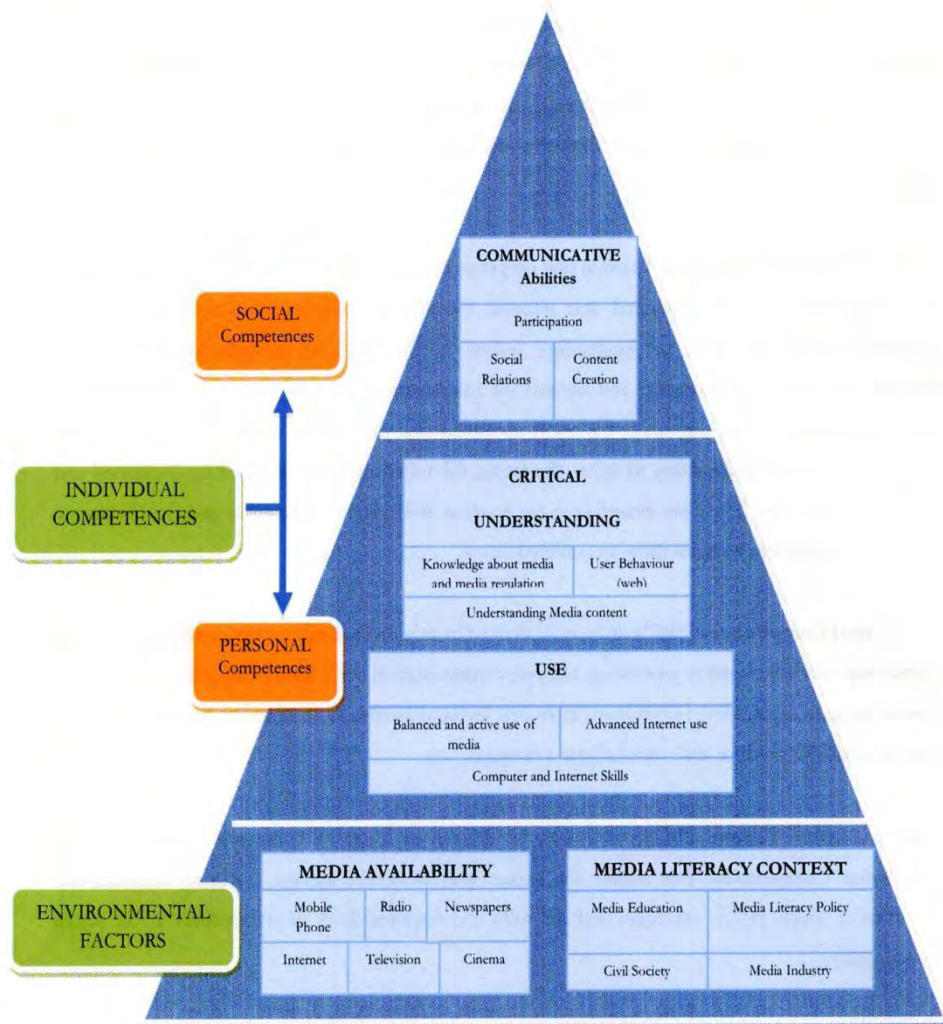 COMMUNICATIVE
Abilities
Participation
Social
Relations
Content
Creation
SOCIAL
Competences
INDIVIDUAL
COMPETENCES
PERSONAL
Competences
CRITICAL
UNDERSTANDING
Knowledge about media
and media regulation
User Behaviour
(web)
Understanding Media content
USE
Balanced and active use of
media
Advanced Internet use
Computer and Internet Skills
ENVIRONMENTAL
FACTORS
MEDIA AVAILABILITY
Mobile
Phone
Radio
Newspapers
Internet
Television
Cinema
MEDIA LITERACY CONTEXT
Media Education
Media Literacy Policy
Civil Society
Media Industry